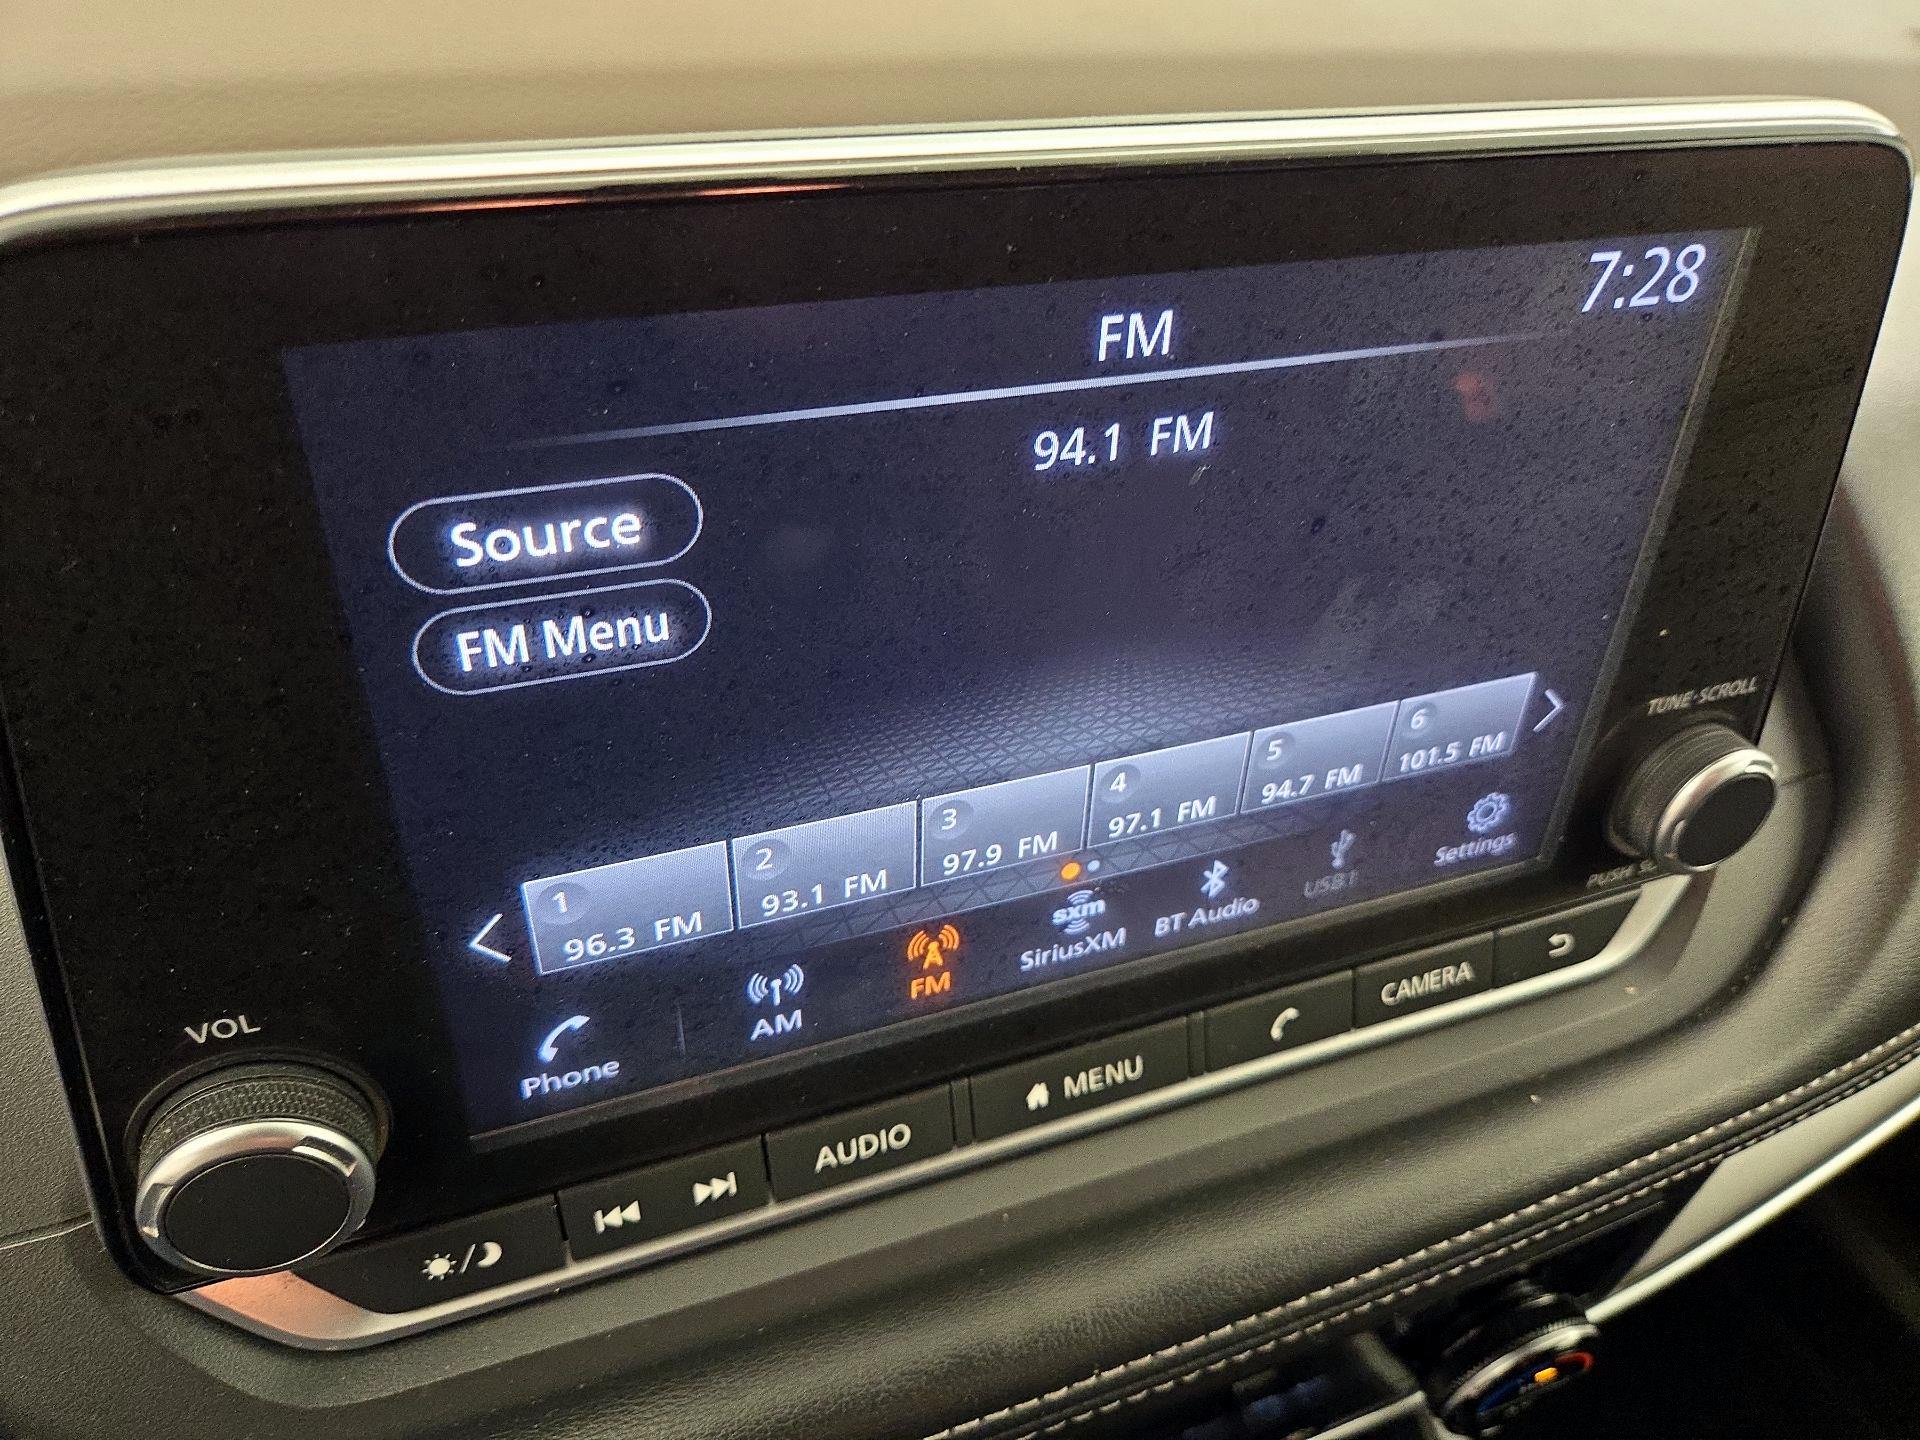 7:28
FM
94.1 FM
Source
FM Menu
1
96.3 FM
2
93.1 FM
3
97.9 FM
4
97.1 FM
5
94.7 FM
6
101.5 FM
Phone
AM
FM
sxm
SiriusXM
BT Audio
USB1
Settings
VOL
TUNE·SCROLL
PUSH
AUDIO
MENU
CAMERA